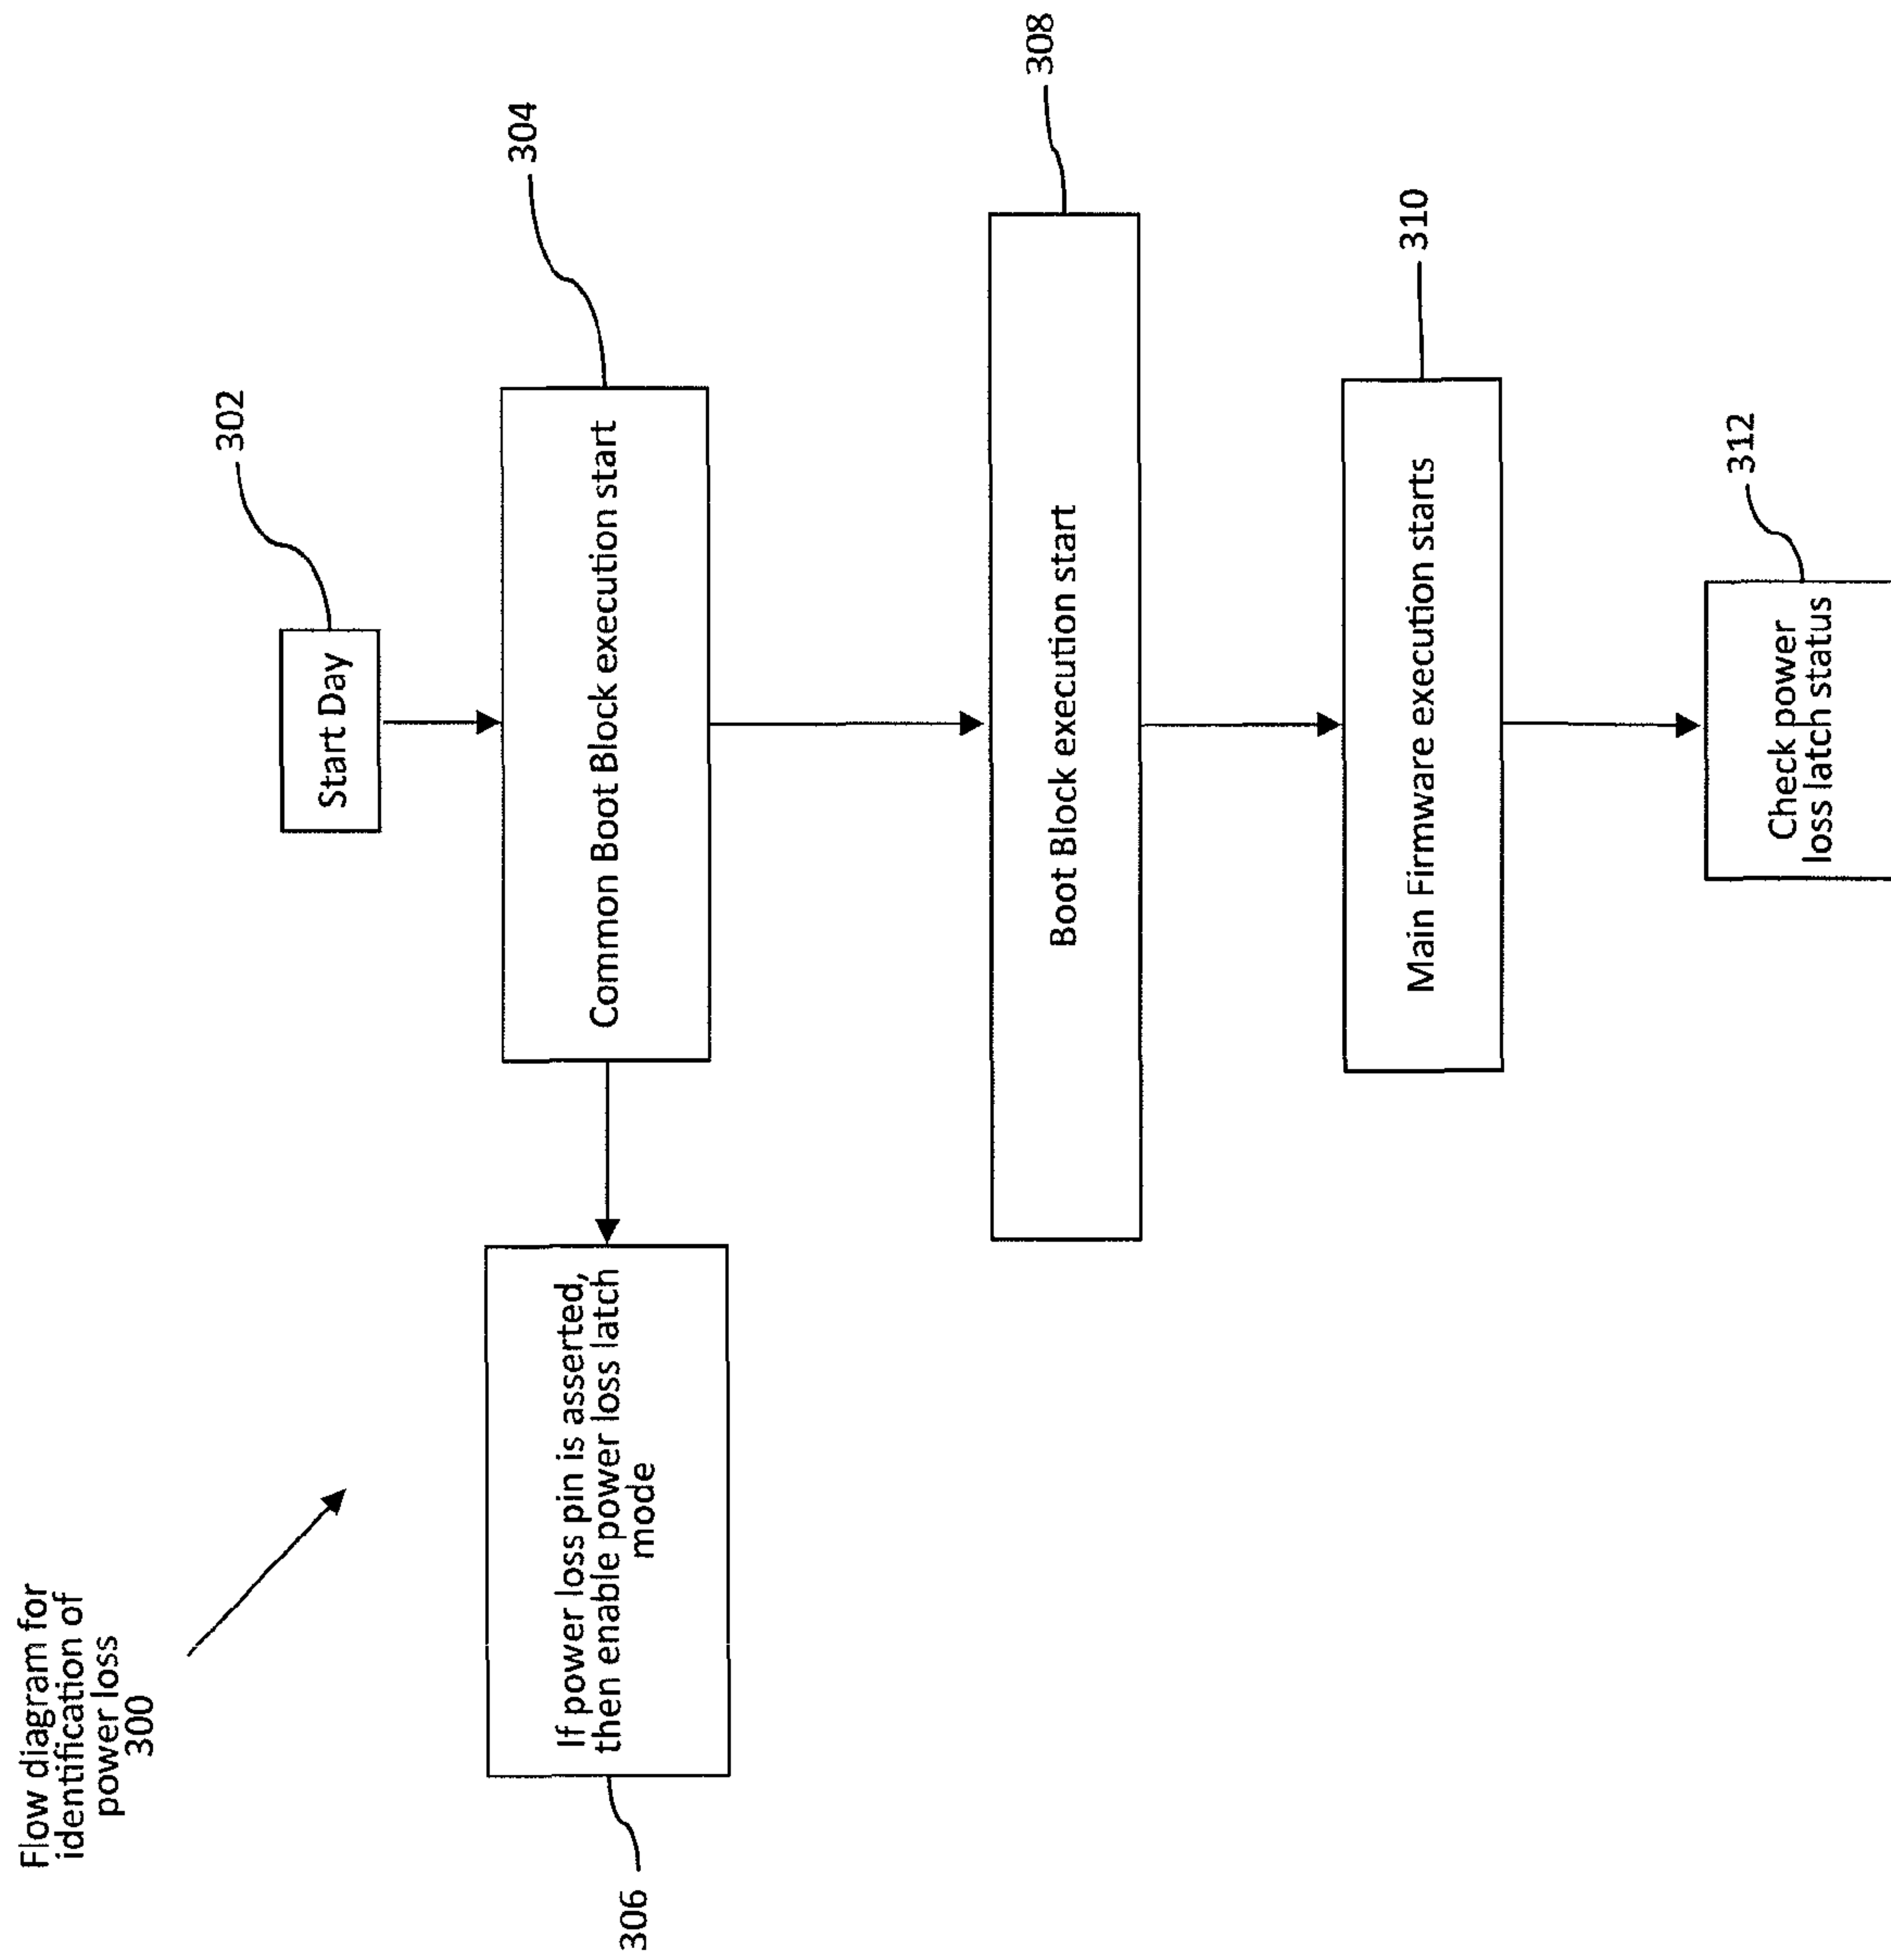 Flow diagram for
identification of
power loss
300
302
Start Day
304
Common Boot Block execution start
306
If power loss pin is asserted,
then enable power loss latch
mode
308
Boot Block execution start
310
Main Firmware execution starts
312
Check power
loss latch status